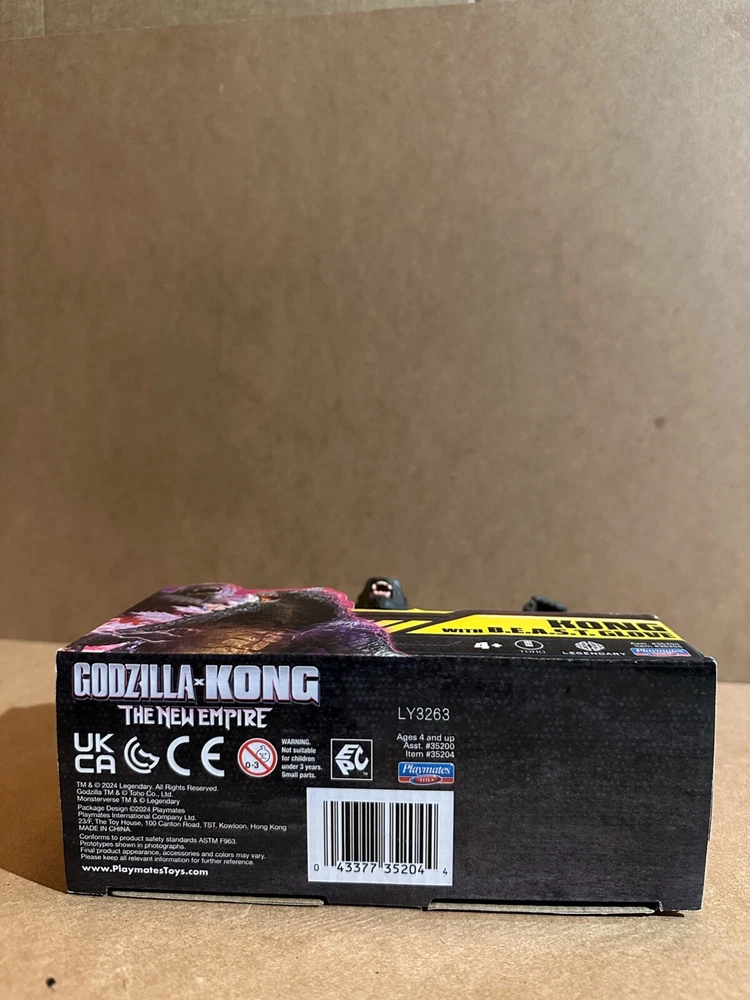 KONG
WITH B.E.A.S.T. GLOVE
4+
TOHO
LEGENDARY
Playmates
GODZILLA × KONG
THE NEW EMPIRE
LY3263
UK
CA
CE
0-3
WARNING.
Not suitable
for children
under 3 years.
Small parts.
EPC
Ages 4 and up
Asst. #35200
Item #35204
Playmates
TOYS
TM & © 2024 Legendary. All Rights Reserved.
Godzilla TM & © Toho Co., Ltd.
Monsterverse TM & © Legendary
Package Design ©2024 Playmates
Playmates International Company Ltd.
23/F, The Toy House, 100 Canton Road, TST, Kowloon, Hong Kong
MADE IN CHINA.
Conforms to product safety standards ASTM F963.
Prototypes shown in photographs.
Final product appearance, accessories and colors may vary.
Please keep all relevant information for further reference.
www.PlaymatesToys.com
0 43377 35204 4